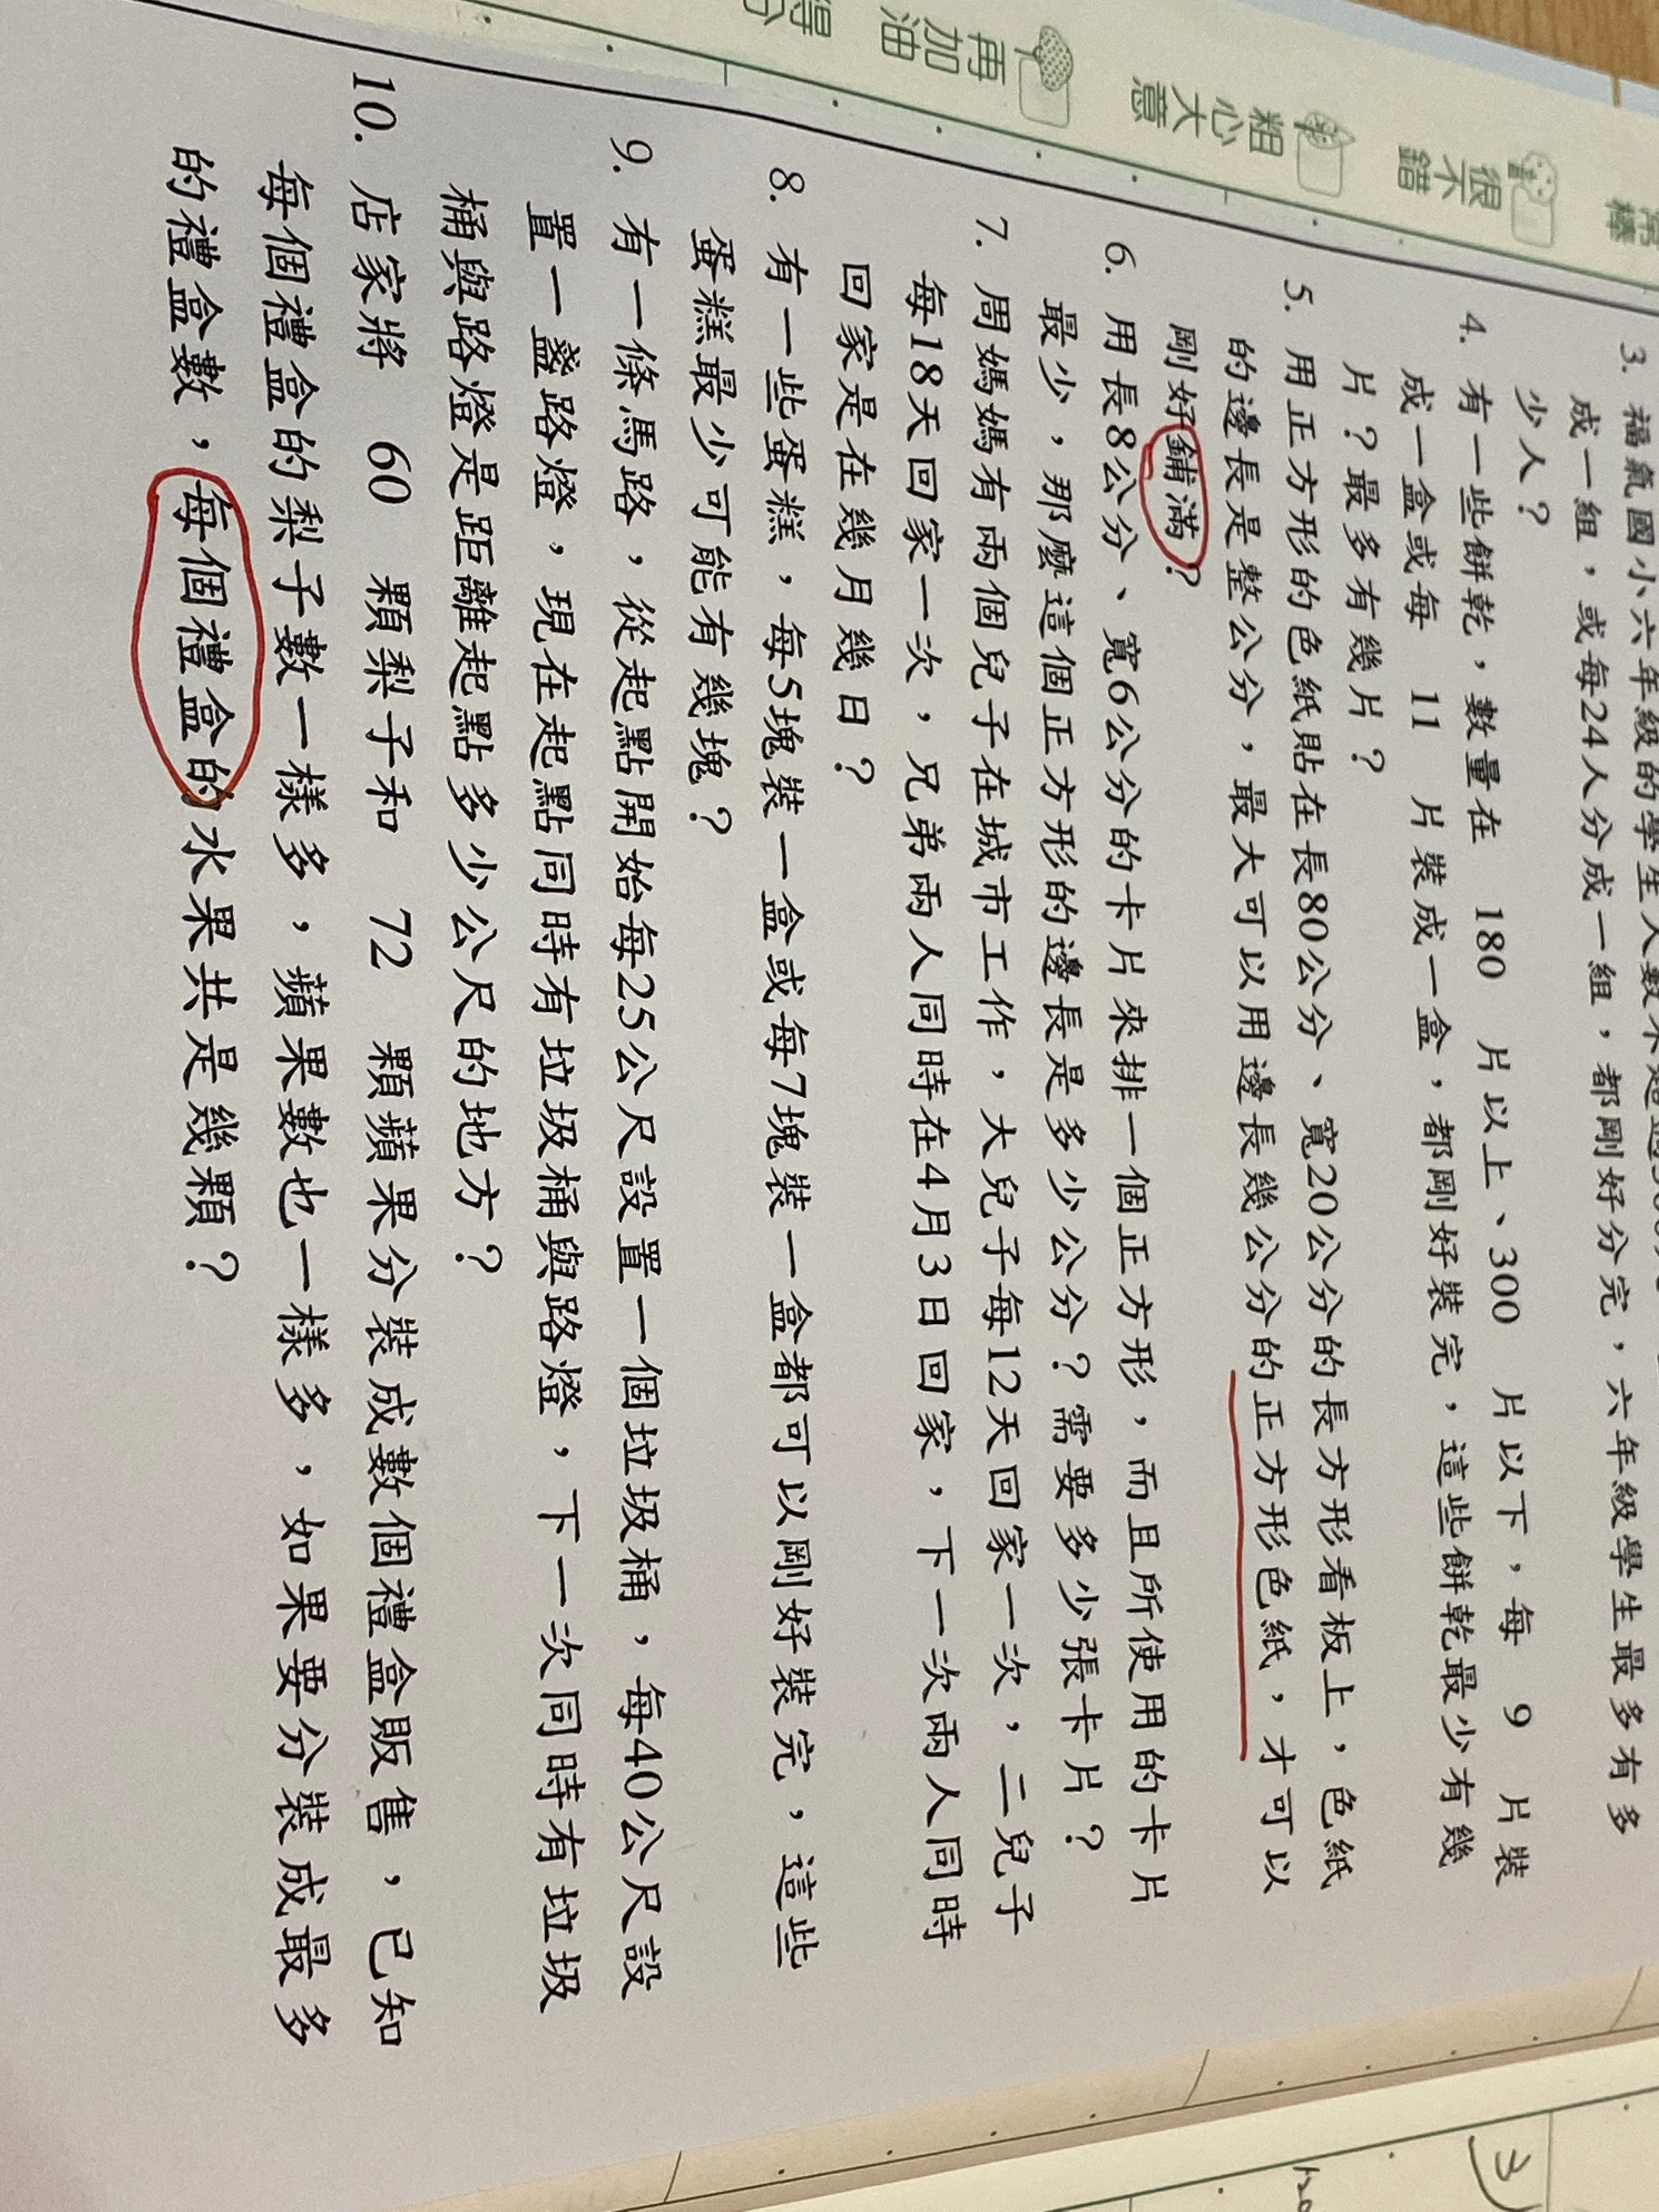 很不錯
粗心大意
再加油
3. 福氣國小六年級的學生人數不超過
成一組，或每24人分成一組，都剛好分完，六年級學生最多有多
少人？
4. 有一些餅乾，數量在 180 片以上、300 片以下，每 9 片裝
成一盒或每 11 片裝成一盒，都剛好裝完，這些餅乾最少有幾
片？最多有幾片？
5. 用正方形的色紙貼在長80公分、寬20公分的長方形看板上，色紙
的邊長是整公分，最大可以用邊長幾公分的正方形色紙，才可以
剛好鋪滿？
6. 用長8公分、寬6公分的卡片來排一個正方形，而且所使用的卡片
最少，那麼這個正方形的邊長是多少公分？需要多少張卡片？
7. 周媽媽有兩個兒子在城市工作，大兒子每12天回家一次，二兒子
每18天回家一次，兄弟兩人同時在4月3日回家，下一次兩人同時
回家是在幾月幾日？
8. 有一些蛋糕，每5塊裝一盒或每7塊裝一盒都可以剛好裝完，這些
蛋糕最少可能有幾塊？
9. 有一條馬路，從起點開始每25公尺設置一個垃圾桶，每40公尺設
置一盞路燈，現在起點同時有垃圾桶與路燈，下一次同時有垃圾
桶與路燈是距離起點多少公尺的地方？
10. 店家將 60 顆梨子和 72 顆蘋果分裝成數個禮盒販售，已知
每個禮盒的梨子數一樣多，蘋果數也一樣多，如果要分裝成最多
的禮盒數，每個禮盒的水果共是幾顆？